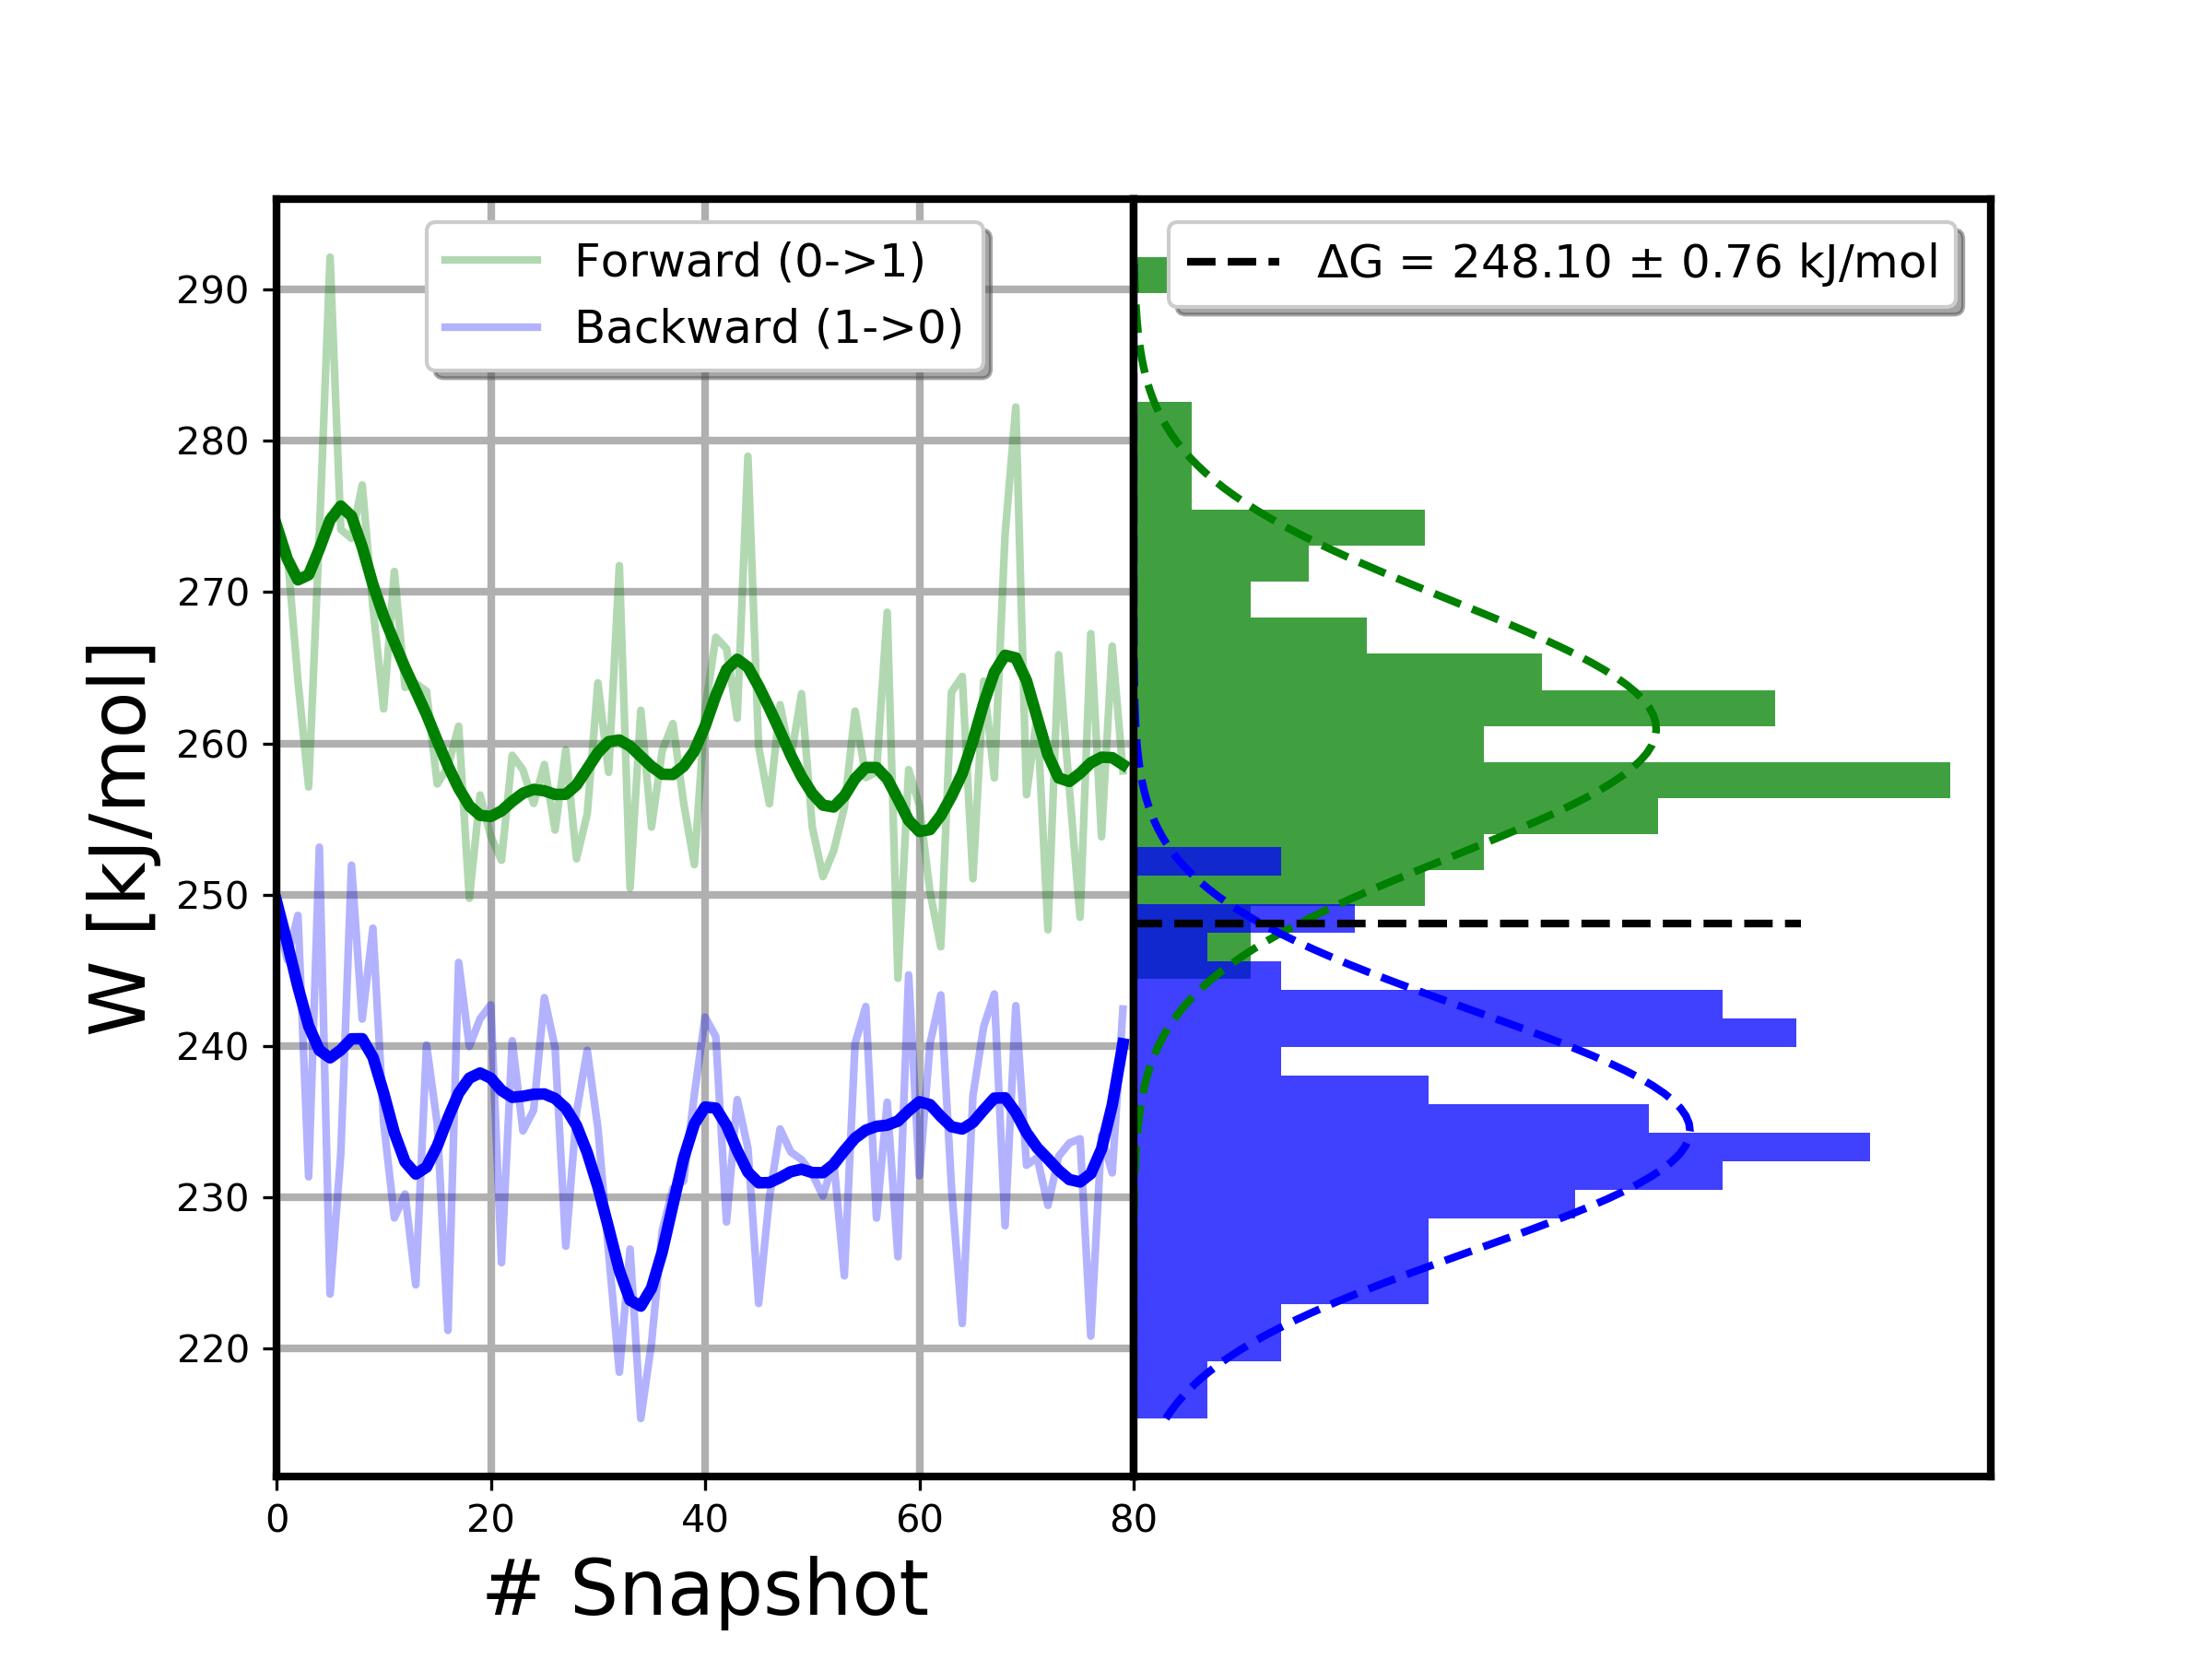 Forward (0->1)
Backward (1->0)
ΔG = 248.10 ± 0.76 kJ/mol
290
280
270
260
250
240
230
220
W [kJ/mol]
0
20
40
60
80
# Snapshot